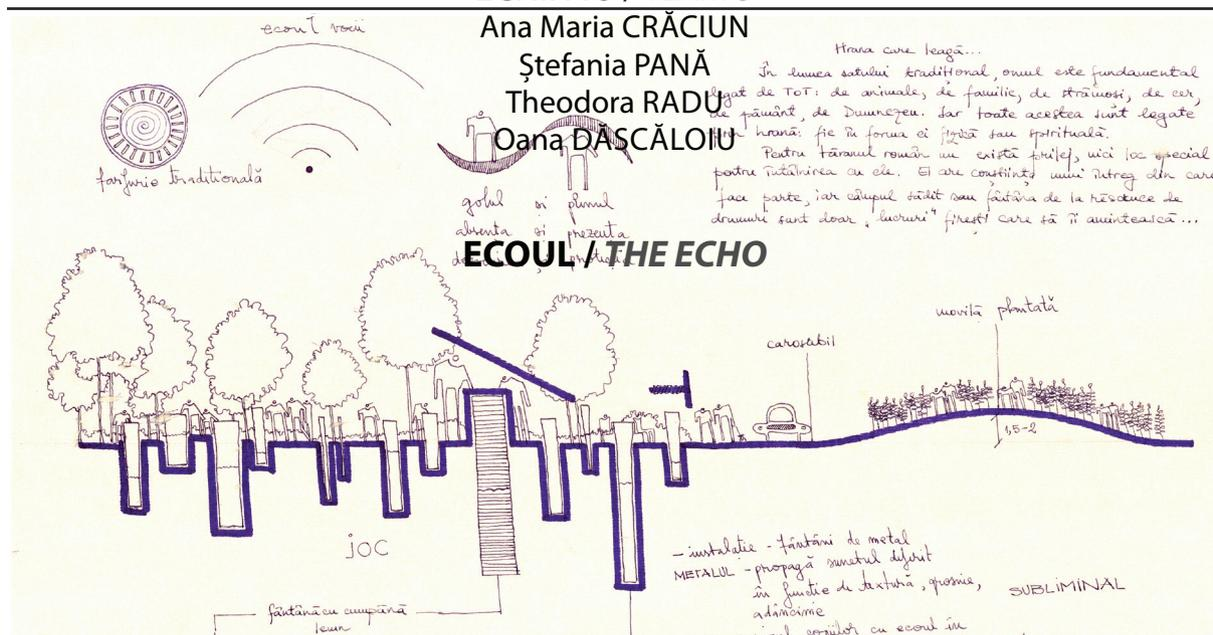 Ana Maria CRĂCIUN
Ștefania PANĂ
Theodora RADU
Oana DĂSCĂLOIU
ECOUL / THE ECHO
ecoul vocii
farfurie tradițională
golul și plinul
absența și prezența
Hrana care leagă...
În lumea satului tradițional, omul este fundamental
legat de TOT: de animale, de familie, de strămoși, de cer,
de pământ, de Dumnezeu. Iar toate acestea sunt legate
prin hrană: fie în forma ei fizică sau spirituală.
Pentru țăranul român nu există prilej, nici loc special
pentru întâlnirea cu ele. El are conștiința unui întreg din care
face parte, iar câmpul sădit sau fântâna de la răscruce de
drumuri sunt doar „lucruri" firești care să îi amintească...
movilă plantată
carosabil
1,5-2
JOC
fântână cu cumpănă
lemn
- instalație - fântâni de metal
METALUL - propagă sunetul diferit
în funcție de textură, grosime,
adâncime
copiilor cu ecoul în
SUBLIMINAL